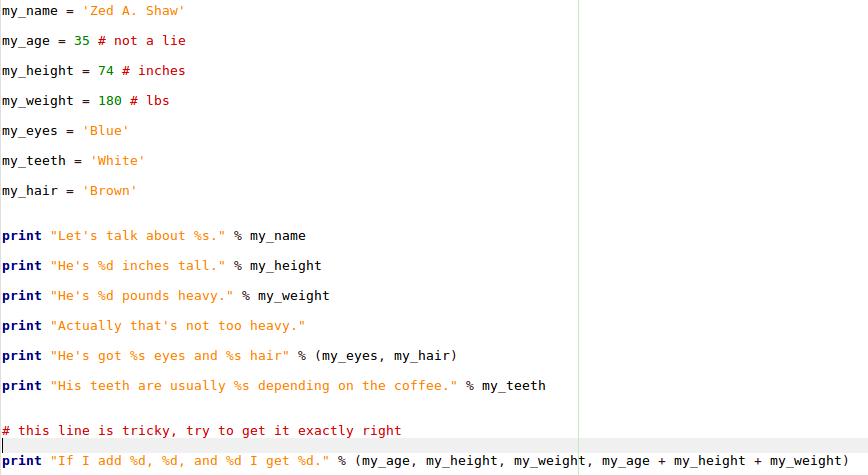 my_name = 'Zed A. Shaw'
my_age = 35 # not a lie
my_height = 74 # inches
my_weight = 180 # lbs
my_eyes = 'Blue'
my_teeth = 'White'
my_hair = 'Brown'
print "Let's talk about %s." % my_name
print "He's %d inches tall." % my_height
print "He's %d pounds heavy." % my_weight
print "Actually that's not too heavy."
print "He's got %s eyes and %s hair" % (my_eyes, my_hair)
print "His teeth are usually %s depending on the coffee." % my_teeth
# this line is tricky, try to get it exactly right
print "If I add %d, %d, and %d I get %d." % (my_age, my_height, my_weight, my_age + my_height + my_weight)